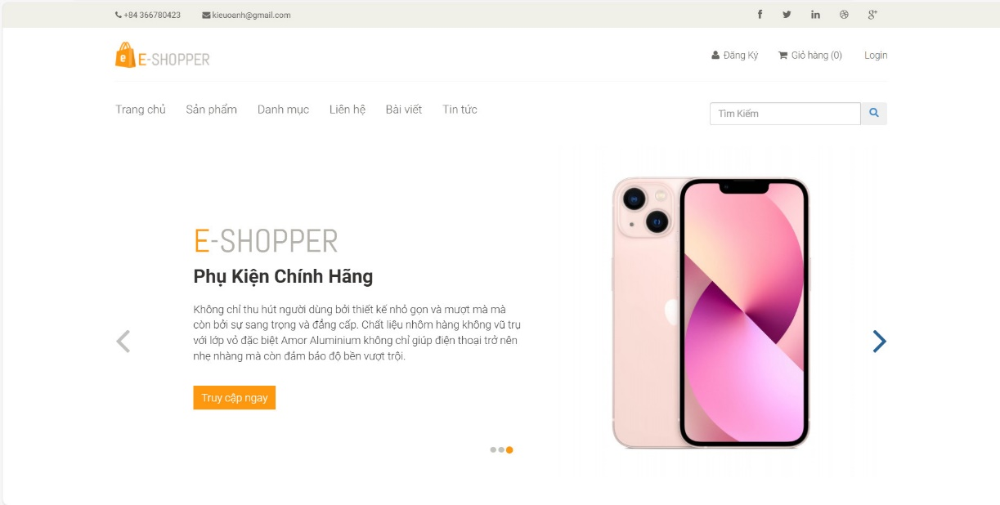 +84 366780423
kieuoanh@gmail.com
E-SHOPPER
Đăng Ký
Giỏ hàng (0)
Login
Trang chủ
Sản phẩm
Danh mục
Liên hệ
Bài viết
Tin tức
Tìm Kiếm
E-SHOPPER
Phụ Kiện Chính Hãng
Không chỉ thu hút người dùng bởi thiết kế nhỏ gọn và mượt mà mà
còn bởi sự sang trọng và đẳng cấp. Chất liệu nhôm hàng không vũ trụ
với lớp vỏ đặc biệt Amor Aluminium không chỉ giúp điện thoại trở nên
nhẹ nhàng mà còn đảm bảo độ bền vượt trội.
Truy cập ngay